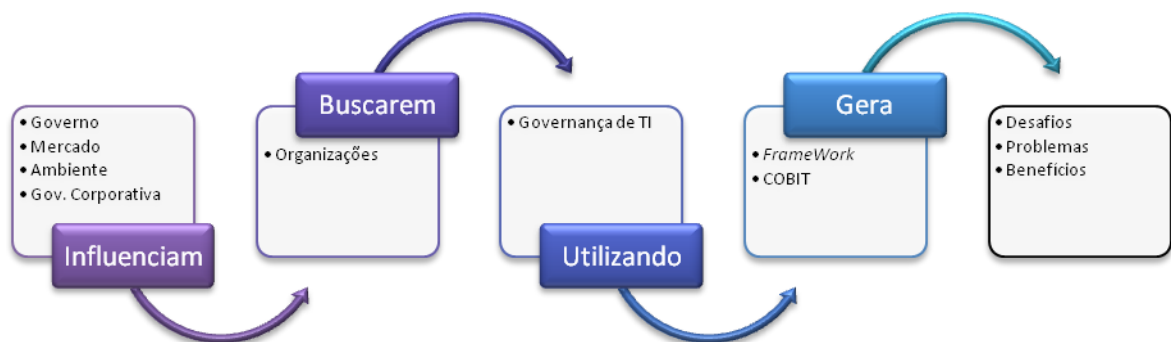 • Governo
• Mercado
• Ambiente
• Gov. Corporativa
Influenciam
Buscarem
• Organizações
• Governança de TI
Utilizando
Gera
• FrameWork
• COBIT
• Desafios
• Problemas
• Benefícios